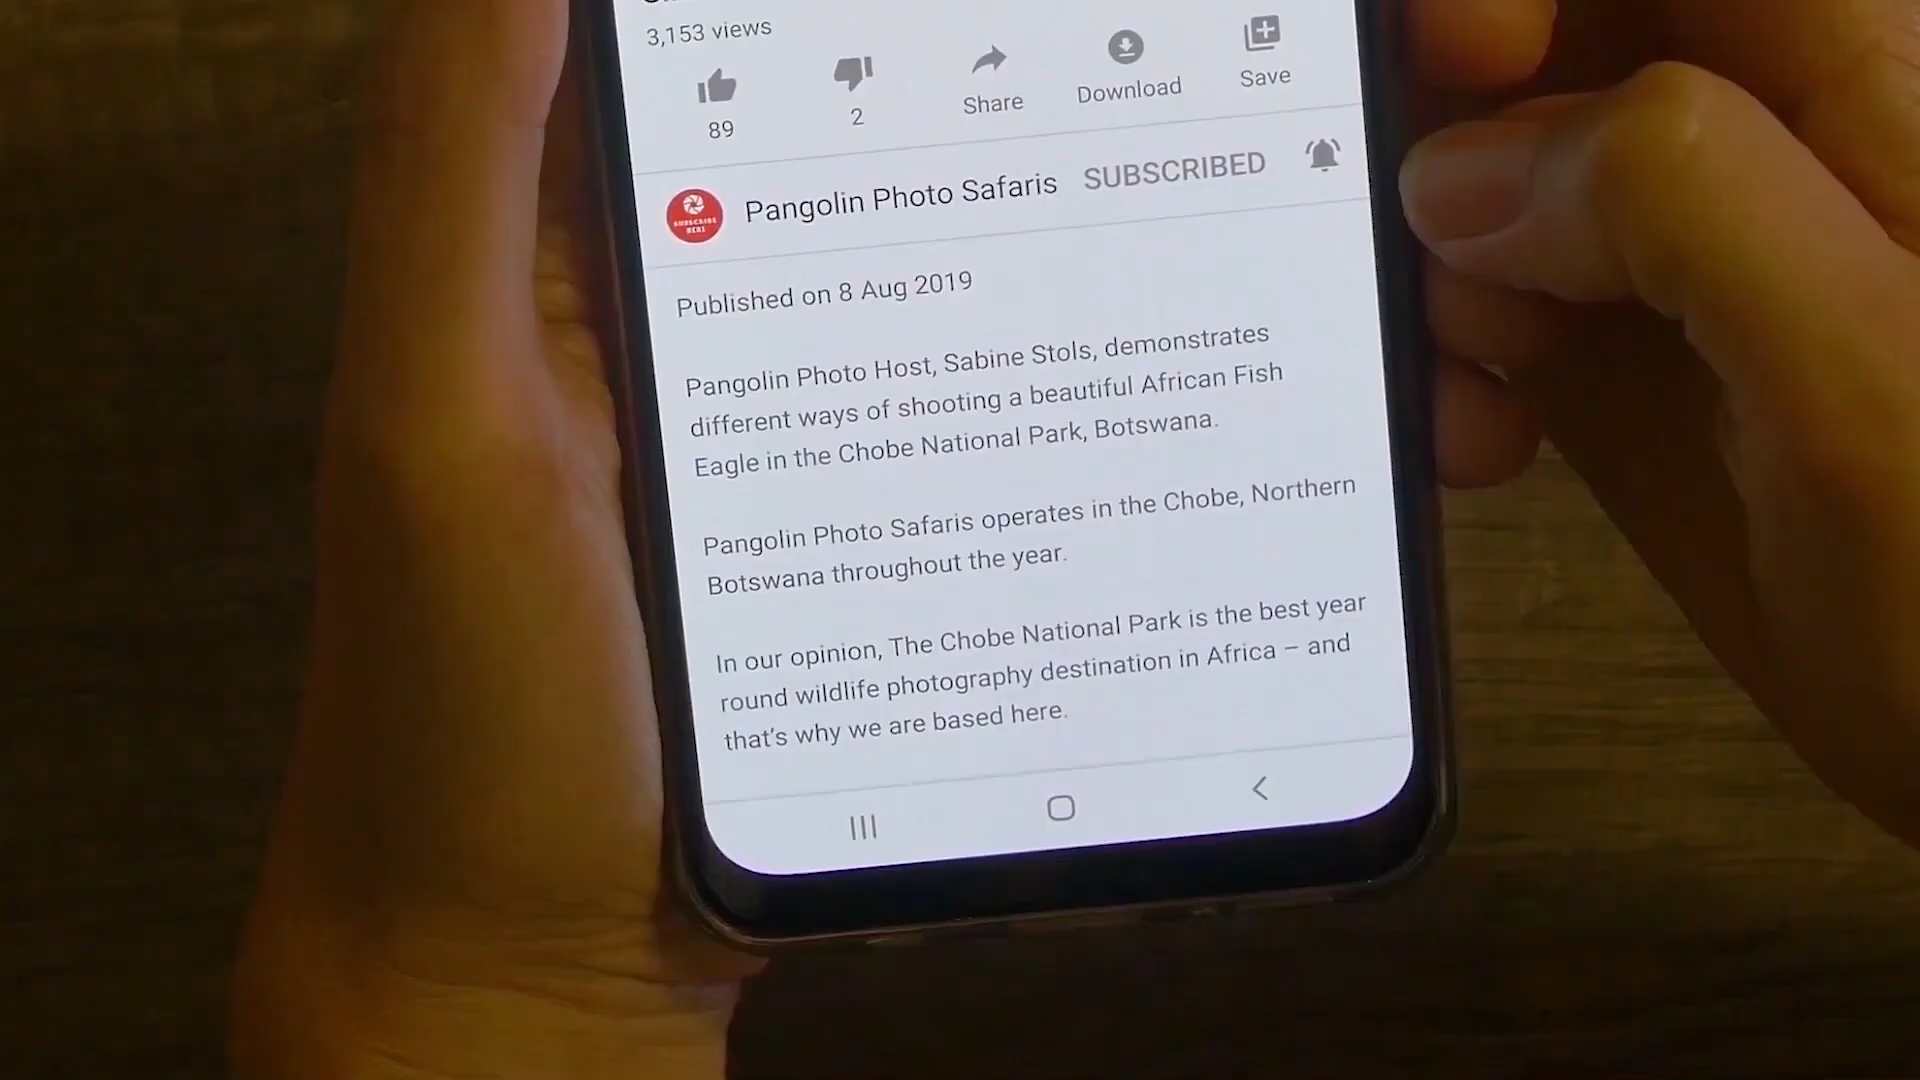 3,153 views
89
2
Share
Download
Save
SUBSCRIBE
HERE
Pangolin Photo Safaris
SUBSCRIBED
Published on 8 Aug 2019
Pangolin Photo Host, Sabine Stols, demonstrates
different ways of shooting a beautiful African Fish
Eagle in the Chobe National Park, Botswana.
Pangolin Photo Safaris operates in the Chobe, Northern
Botswana throughout the year.
In our opinion, The Chobe National Park is the best year
round wildlife photography destination in Africa – and
that's why we are based here.